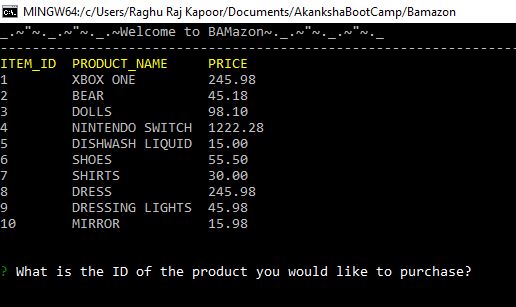 MINGW64:/c/Users/Raghu Raj Kapoor/Documents/AkankshaBootCamp/Bamazon
_.~"~._.~"~._.~Welcome to BAMazon~._.~"~._.~"~._
----------------------------------------------------------------
ITEM_ID PRODUCT_NAME PRICE
1 XBOX ONE 245.98
2 BEAR 45.18
3 DOLLS 98.10
4 NINTENDO SWITCH 1222.28
5 DISHWASH LIQUID 15.00
6 SHOES 55.50
7 SHIRTS 30.00
8 DRESS 245.98
9 DRESSING LIGHTS 45.98
10 MIRROR 15.98
? What is the ID of the product you would like to purchase?